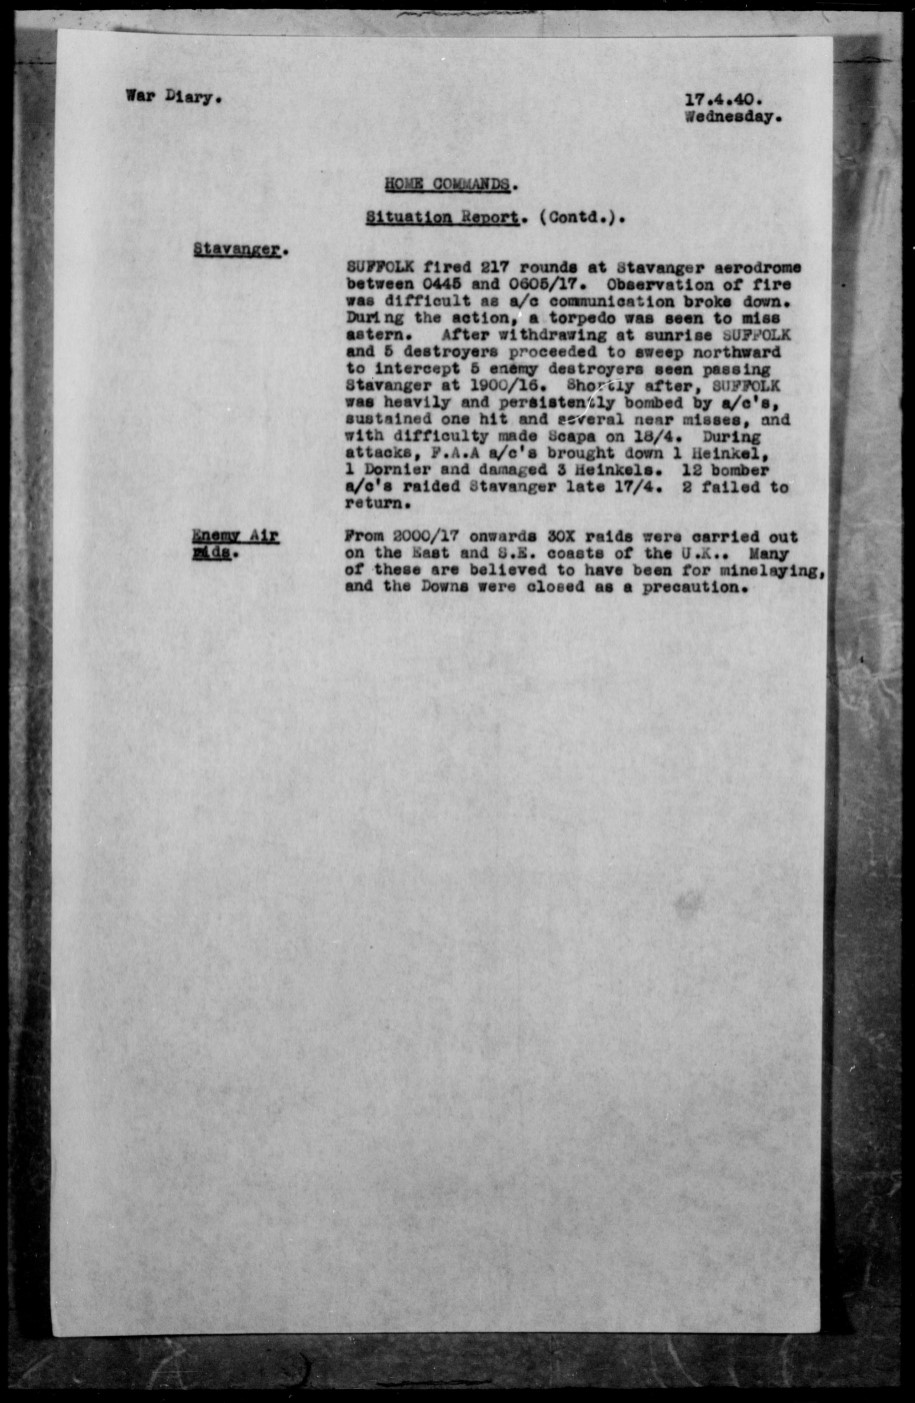 War Diary.
17.4.40.
Wednesday.
HOME COMMANDS.
Situation Report. (Contd.).
Stavanger.
SUFFOLK fired 217 rounds at Stavanger aerodrome
between 0445 and 0605/17. Observation of fire
was difficult as a/c communication broke down.
During the action, a torpedo was seen to miss
astern. After withdrawing at sunrise SUFFOLK
and 5 destroyers proceeded to sweep northward
to intercept 5 enemy destroyers seen passing
Stavanger at 1900/16. Shortly after, SUFFOLK
was heavily and persistently bombed by a/c's,
sustained one hit and several near misses, and
with difficulty made Scapa on 18/4. During
attacks, F.A.A a/c's brought down 1 Heinkel,
1 Dornier and damaged 3 Heinkels. 12 bomber
a/c's raided Stavanger late 17/4. 2 failed to
return.
Enemy Air
From 2000/17 onwards 30X raids were carried out
on the East and S.E. coasts of the U.K.. Many
of these are believed to have been for minelaying,
and the Downs were closed as a precaution.